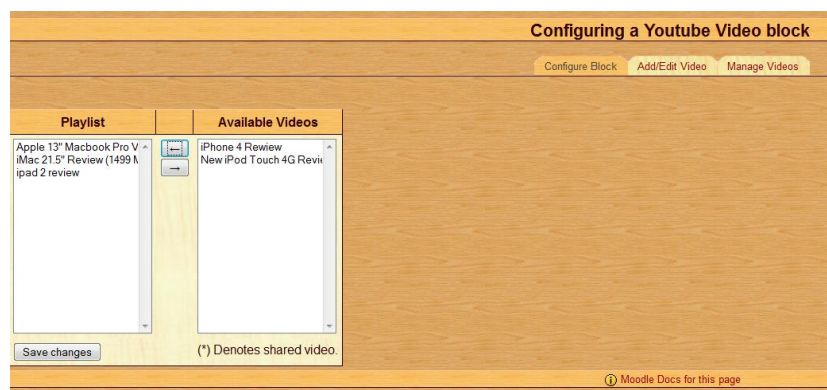 Configuring a Youtube Video block
Configure Block Add/Edit Video Manage Videos
Playlist Available Videos
Apple 13" Macbook Pro V
iMac 21.5" Review (1499 M
ipad 2 review
← 
→
iPhone 4 Rewiew
New iPod Touch 4G Revie
Save changes
(*) Denotes shared video.
Moodle Docs for this page